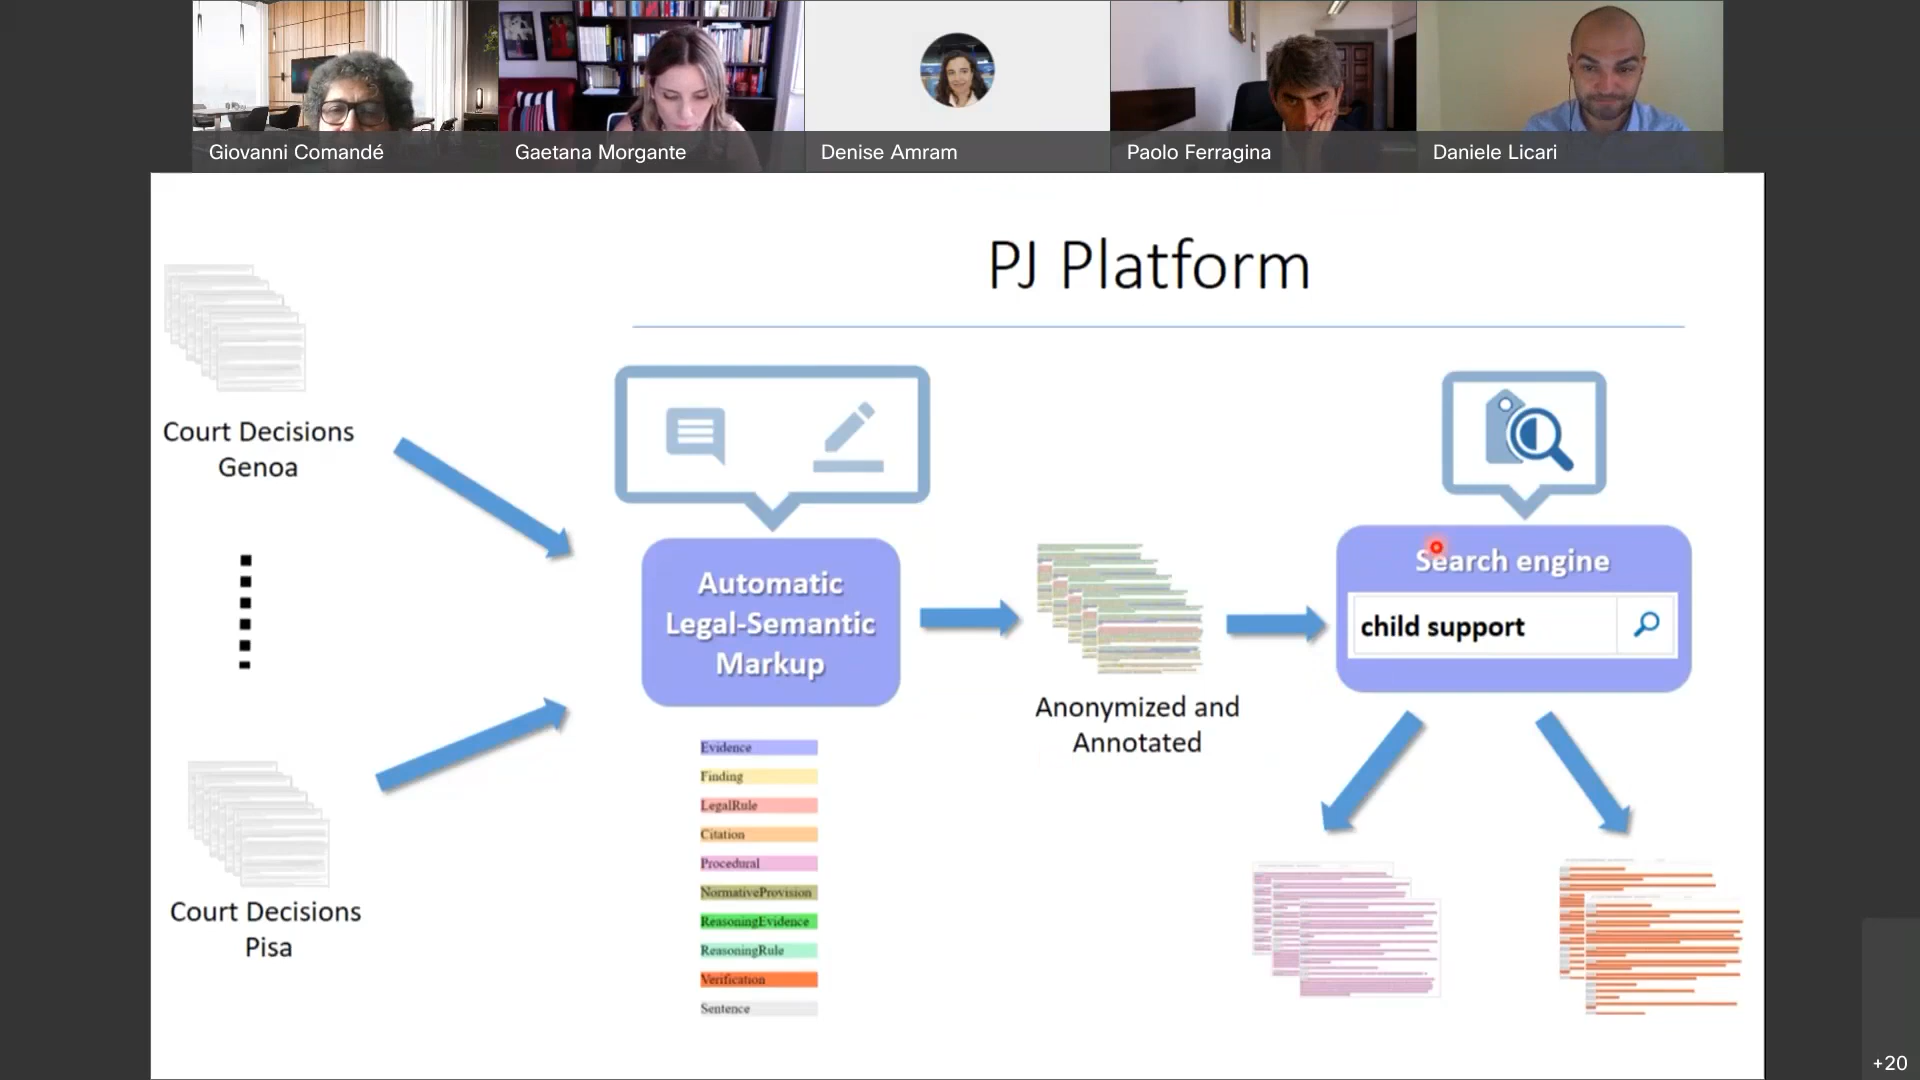 Giovanni Comandé
Gaetana Morgante
Denise Amram
Paolo Ferragina
Daniele Licari
PJ Platform
Court Decisions
Genoa
Court Decisions
Pisa
Automatic
Legal-Semantic
Markup
Evidence
Finding
LegalRule
Citation
Procedural
NormativeProvision
ReasoningEvidence
ReasoningRule
Verification
Sentence
Anonymized and
Annotated
Search engine
child support
+20